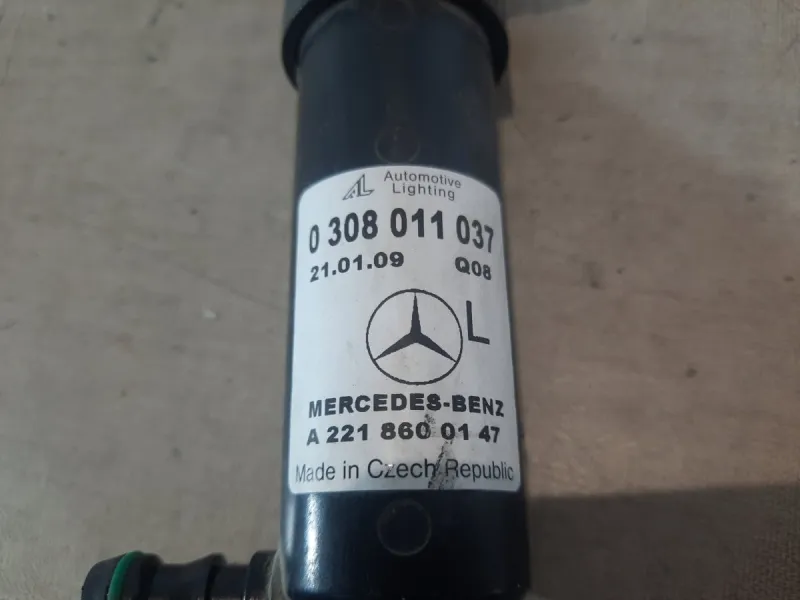 AL Automotive
Lighting
0 308 011 037
21.01.09 Q08
L
MERCEDES-BENZ
A 221 860 01 47
Made in Czech Republic